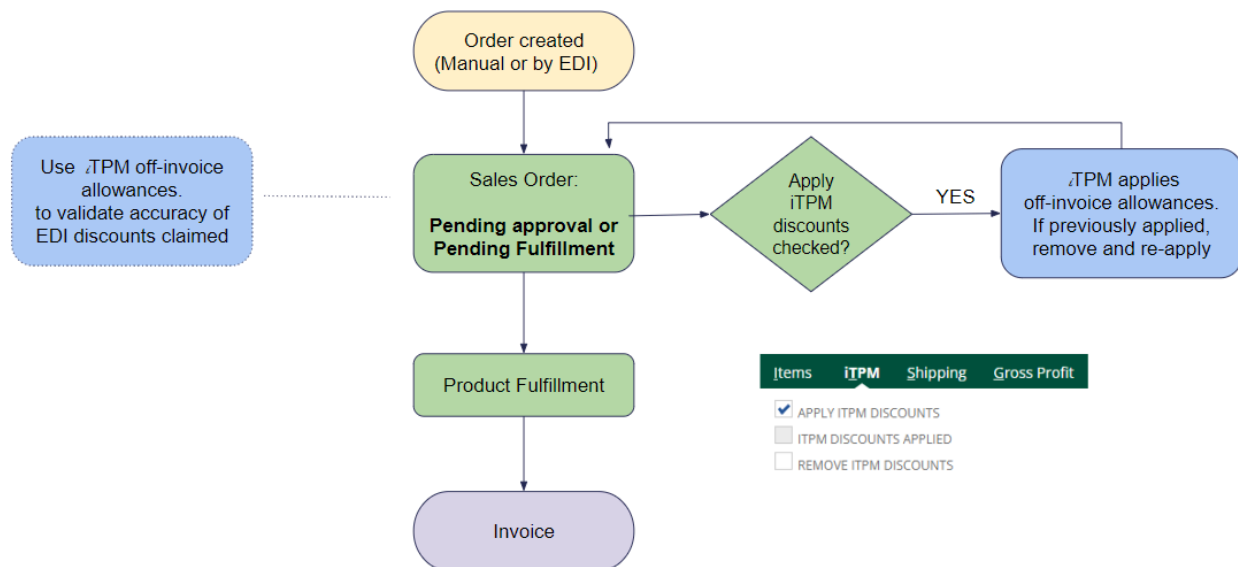 Order created
(Manual or by EDI)
Use iTPM off-invoice
allowances.
to validate accuracy of
EDI discounts claimed
Sales Order:
Pending approval or
Pending Fulfillment
Apply
iTPM
discounts
checked?
YES
iTPM applies
off-invoice allowances.
If previously applied,
remove and re-apply
Product Fulfillment
Items iTPM Shipping Gross Profit
APPLY ITPM DISCOUNTS
ITPM DISCOUNTS APPLIED
REMOVE ITPM DISCOUNTS
Invoice